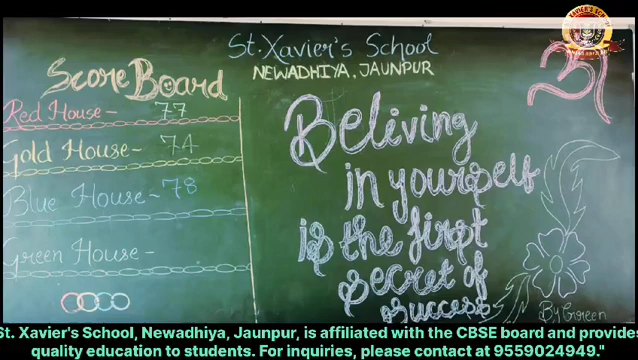 St. Xavier's School
NEWADHIYA, JAUNPUR
Score Board
Red House - 77
Gold House - 74
Blue House - 78
Green House -
Beliving
in yourself
is the first
secret of
success
By Green
St. Xavier's School, Newadhiya, Jaunpur, is affiliated with the CBSE board and provides
quality education to students. For inquiries, please contact at 9559024949."